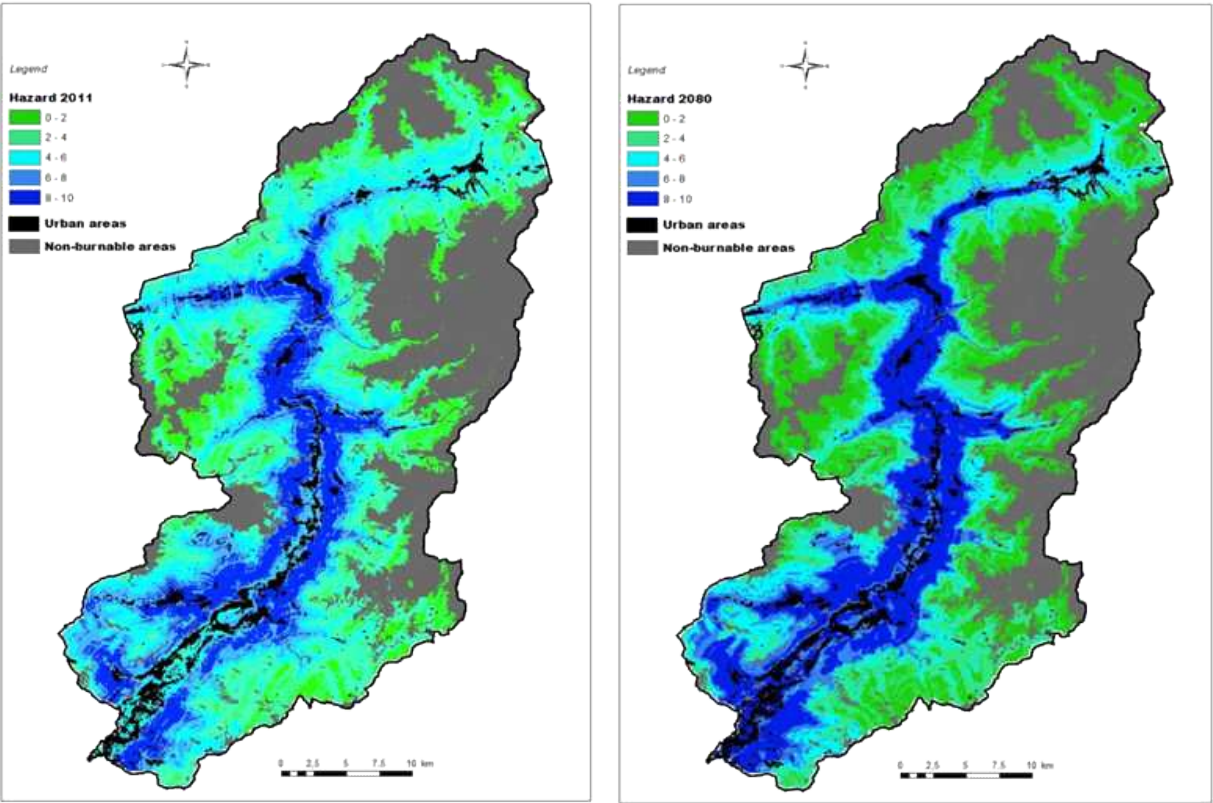 Legend
Hazard 2011
0 - 2
2 - 4
4 - 6
6 - 8
8 - 10
Urban areas
Non-burnable areas
0 2,5 5 7,5 10 km
Legend
Hazard 2080
0 - 2
2 - 4
4 - 6
6 - 8
8 - 10
Urban areas
Non-burnable areas
0 2,5 5 7,5 10 km